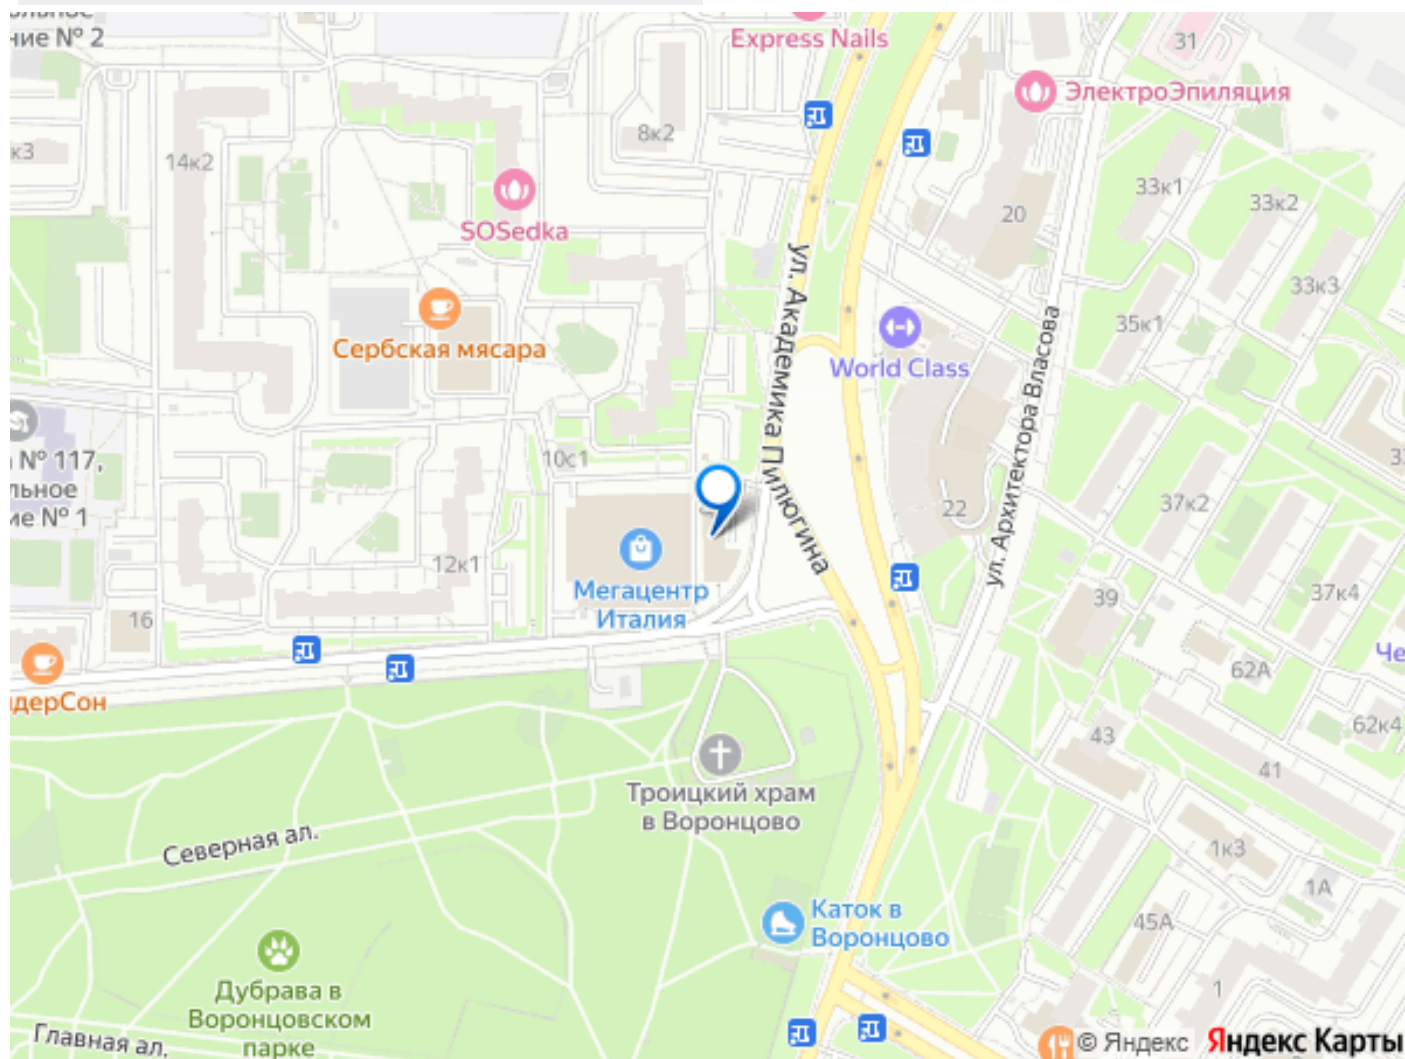 ние № 2
Express Nails
31
ЭлектроЭпиляция
8к2
к3
14к2
33к1
33к2
20
SOSedka
ул. Академика Пилюгина
33к3
35к1
Сербская мясара
World Class
ул. Архитектора Власова
№ 117,
льное
ие № 1
10с1
37к2
22
12к1
Мегацентр
Италия
39
37к4
16
62А
Че
дерСон
62к4
43
41
Троицкий храм
в Воронцово
Северная ал.
1к3
1А
Каток в
Воронцово
45А
Дубрава в
Воронцовском
парке
1
Главная ал.
© Яндекс Яндекс Карты